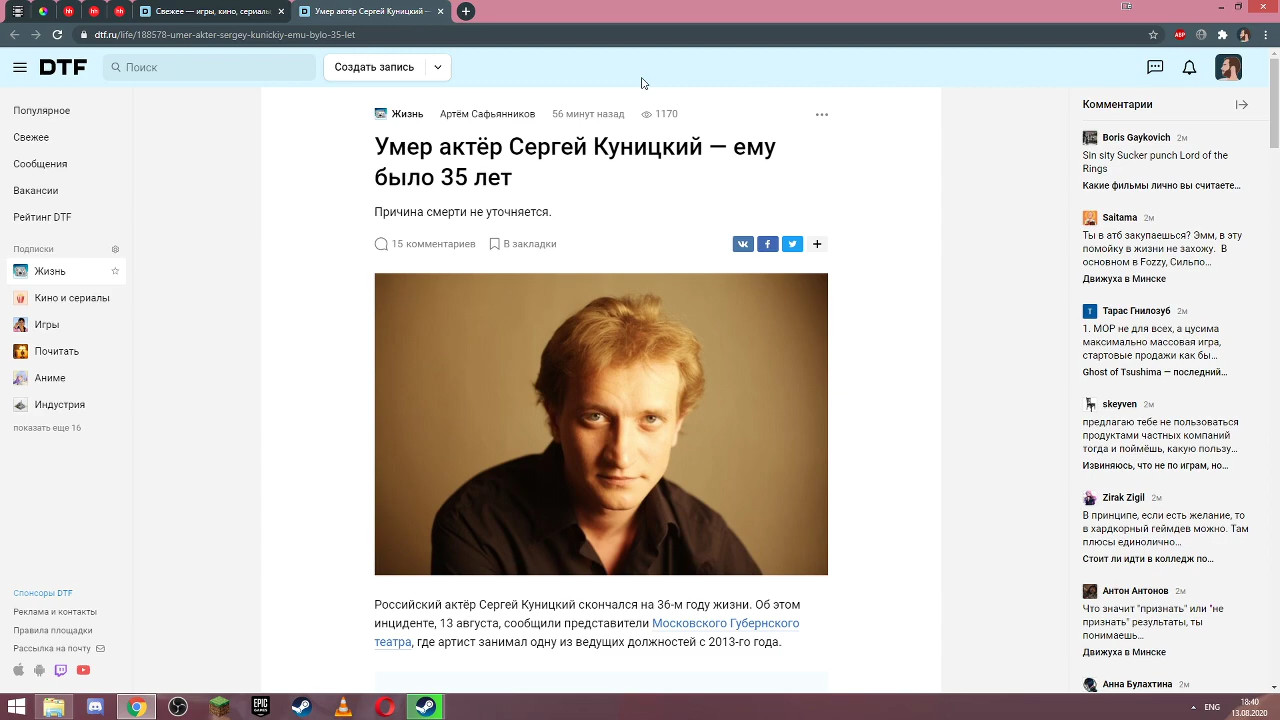 Скоесе — игры, кино, сериалы
Умер актёр Сергей Куницкий —
dtf.ru/life/188578-umer-akter-sergey-kunickiy-emu-bylo-35-let
ABP
DTF
Поиск
Создать запись
Популярное
Свежее
Сообщения
Вакансии
Рейтинг DTF
Подписки
Жизнь
Кино и сериалы
Игры
Почитать
Аниме
Индустрия
показать еще 16
Спонсоры DTF
Реклама и контакты
Правила площадки
Рассылка на почту
Жизнь Артём Сафьянников 56 минут назад 1170
Умер актёр Сергей Куницкий — ему
было 35 лет
Причина смерти не уточняется.
15 комментариев В закладки
Российский актёр Сергей Куницкий скончался на 36-м году жизни. Об этом
инциденте, 13 августа, сообщили представители Московского Губернского
театра, где артист занимал одну из ведущих должностей с 2013-го года.
Комментарии
Boris Gaykovich 2м
Sin sity Sucker punch Lord of the
Rings
Какие фильмы лично вы считаете...
Saitama 2м
Ты в атб закупаешься? Эмм, в эту
помойку в жизни не захожу. В
основном в Fozzy, Сильпо...
Движуха в Минске
Т Тарас Гнилозуб 2м
1. МОР не для всех, а цусима
максимально массовая игра,
стартовые продажи как бы...
Ghost of Tsushima — последний...
skeyven 2м
предлаю тебе не пользоваться
продуктами частных компаний
тогда и поймёшь, какую пользу...
Извиняюсь, что не по играм, но...
Zirak Zigil 2м
В принципе, если есть желание, то
в хардкорный геймдев можно. Там
плюсы единолично...
Стоит ли идти в колледж по...
Антон Антонов 2м
Что значит "признать" или "не
признать" результаты, ты
понимаешь...
Движуха в Минске
Анна Булахтина 2м
EPIC
GAMES
ENG
18:40